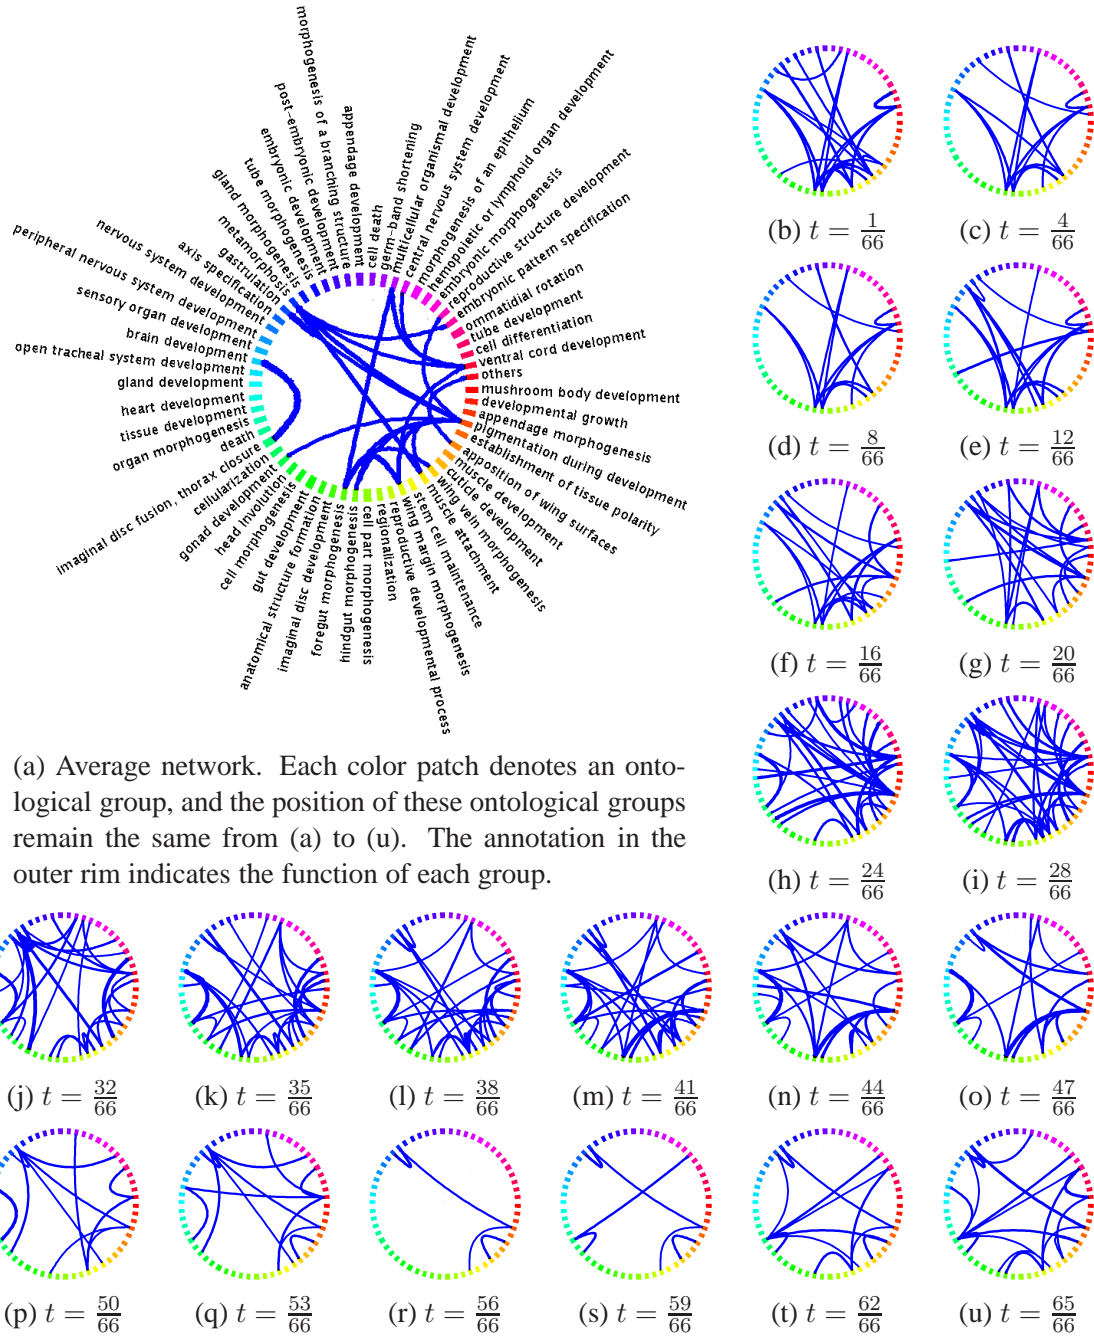 appendage development
cell death
germ-band shortening
multicellular organismal development
central nervous system development
morphogenesis of an epithelium
hemopoietic or lymphoid organ development
embryonic morphogenesis
reproductive structure development
embryonic pattern specification
ommatidial rotation
tube development
cell differentiation
ventral cord development
others
mushroom body development
developmental growth
appendage morphogenesis
pigmentation during development
establishment of tissue polarity
apposition of wing surfaces
muscle development
cuticle development
wing vein morphogenesis
muscle attachment
stem cell maintenance
wing margin morphogenesis
reproductive developmental process
regionalization
cell part morphogenesis
hindgut morphogenesis
foregut morphogenesis
imaginal disc development
anatomical structure formation
gut development
cell morphogenesis
head involution
gonad development
cellularization
imaginal disc fusion, thorax closure
death
organ morphogenesis
tissue development
heart development
gland development
open tracheal system development
brain development
sensory organ development
peripheral nervous system development
nervous system development
axis specification
gastrulation
metamorphosis
gland morphogenesis
tube morphogenesis
embryonic development
post-embryonic development
morphogenesis of a branching structure
(a) Average network. Each color patch denotes an onto-
logical group, and the position of these ontological groups
remain the same from (a) to (u). The annotation in the
outer rim indicates the function of each group.
(b) t = 1/66
(c) t = 4/66
(d) t = 8/66
(e) t = 12/66
(f) t = 16/66
(g) t = 20/66
(h) t = 24/66
(i) t = 28/66
(j) t = 32/66
(k) t = 35/66
(l) t = 38/66
(m) t = 41/66
(n) t = 44/66
(o) t = 47/66
(p) t = 50/66
(q) t = 53/66
(r) t = 56/66
(s) t = 59/66
(t) t = 62/66
(u) t = 65/66